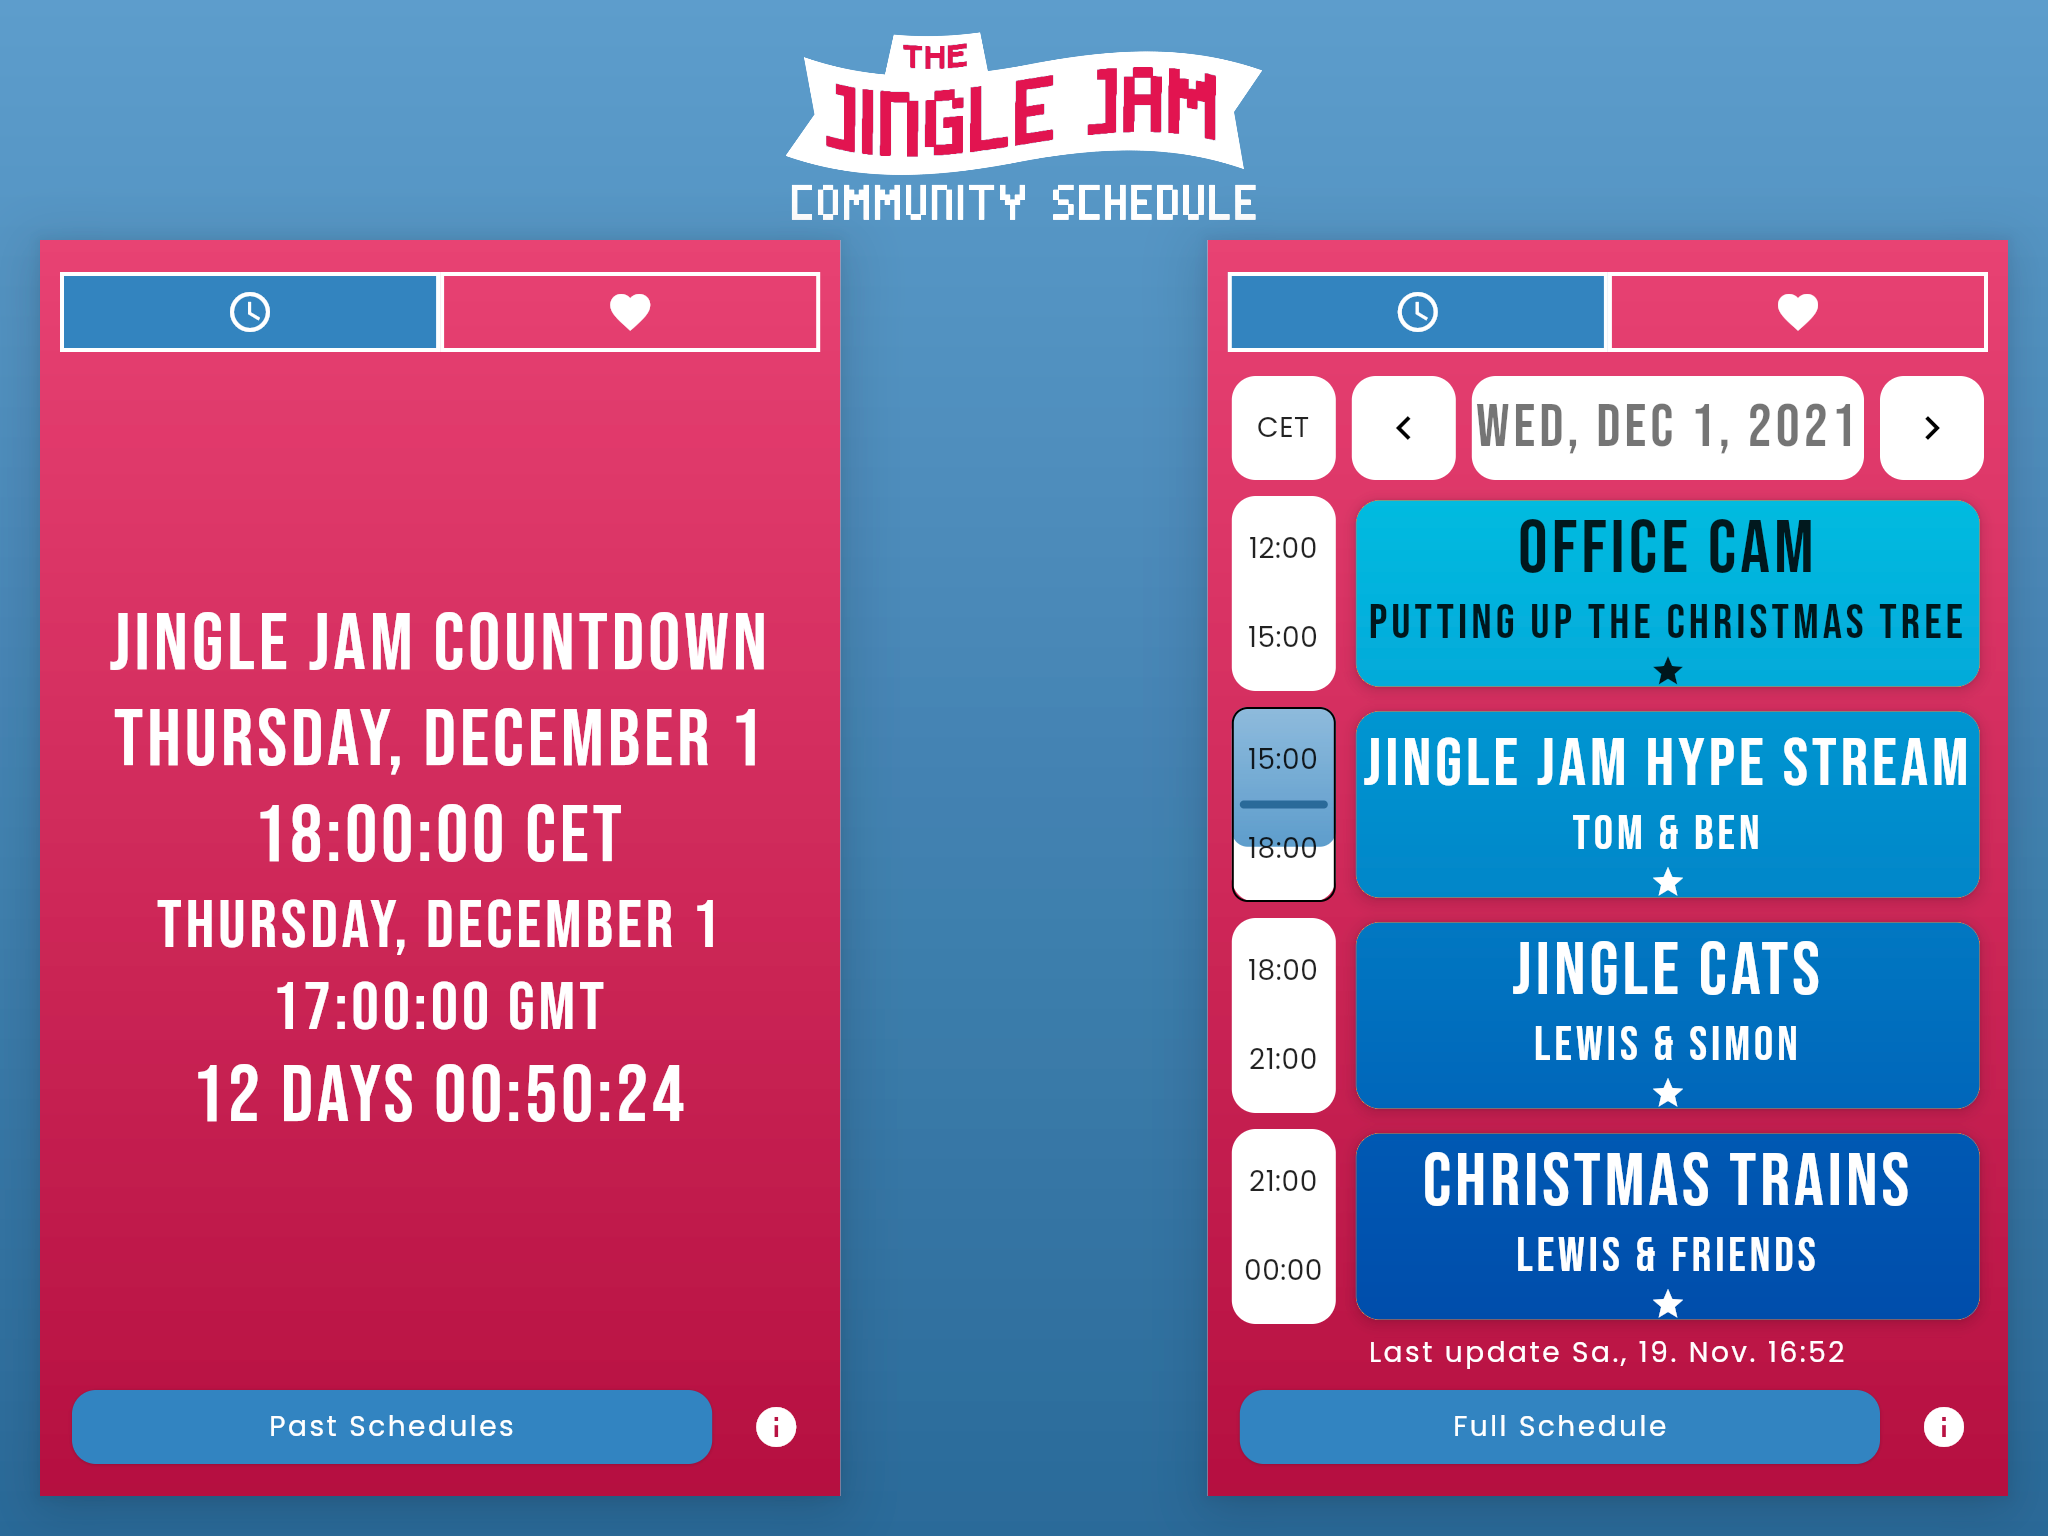 THE
JINGLE JAM
COMMUNITY SCHEDULE
JINGLE JAM COUNTDOWN
THURSDAY, DECEMBER 1
18:00:00 CET
THURSDAY, DECEMBER 1
17:00:00 GMT
12 DAYS 00:50:24
Past Schedules
CET
WED, DEC 1, 2021
12:00
15:00
OFFICE CAM
PUTTING UP THE CHRISTMAS TREE
15:00
18:00
JINGLE JAM HYPE STREAM
TOM & BEN
18:00
21:00
JINGLE CATS
LEWIS & SIMON
21:00
00:00
CHRISTMAS TRAINS
LEWIS & FRIENDS
Last update Sa., 19. Nov. 16:52
Full Schedule